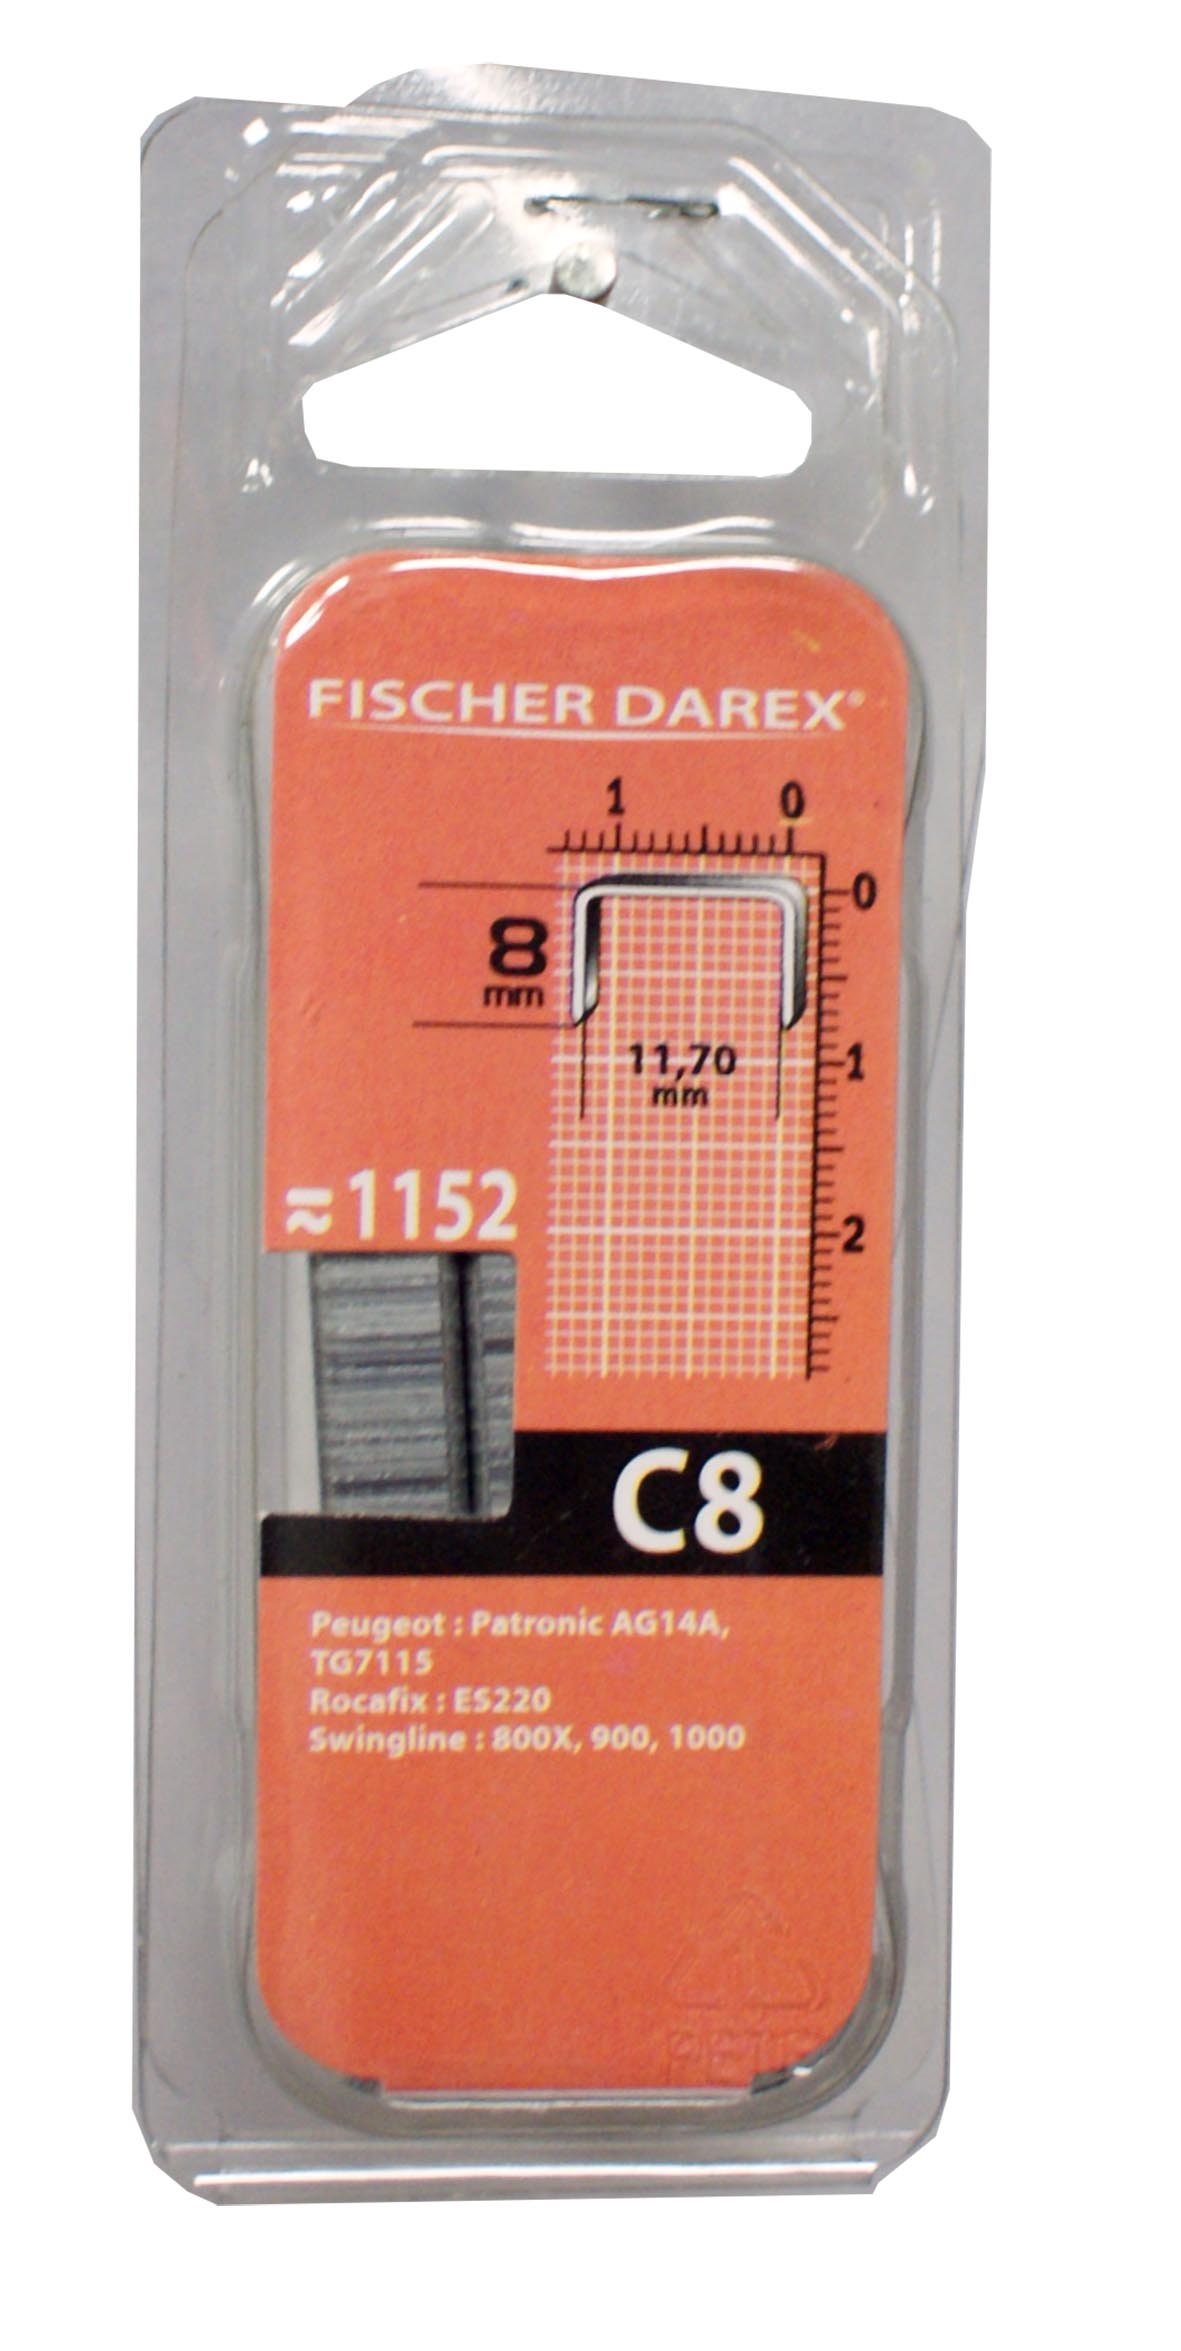 FISCHER DAREX®
1 0
0
8
mm
1
11,70
mm
≈1152
2
C8
Peugeot : Patronic AG14A,
TG7115
Rocafix : ES220
Swingline : 800X, 900, 1000